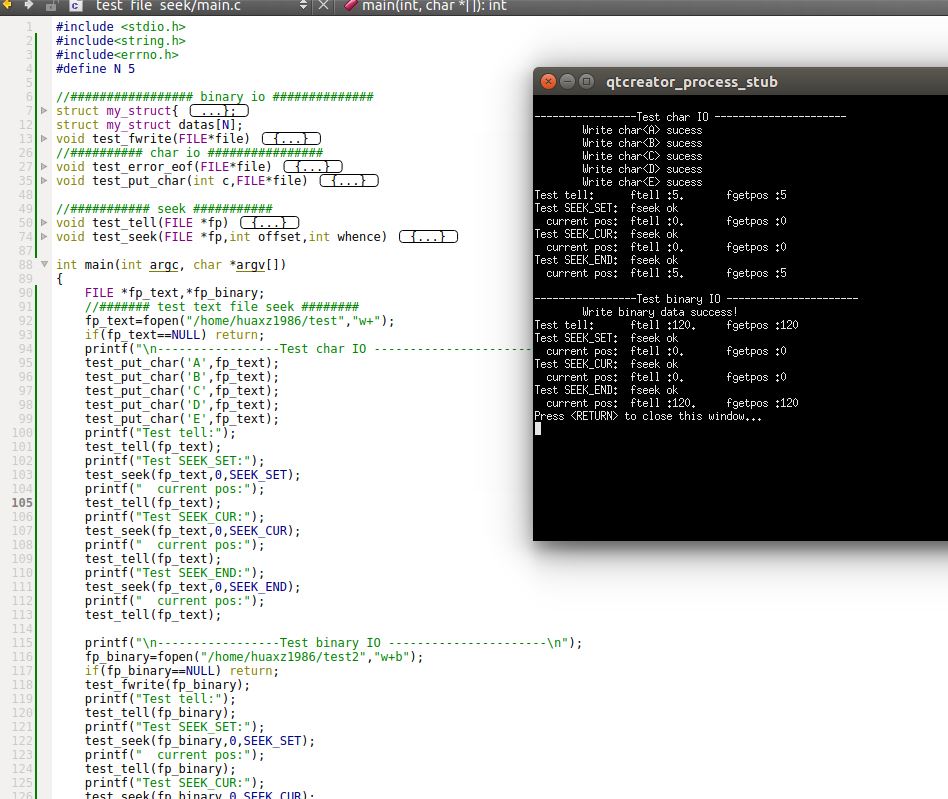 test file seek/main.c
main(int, char *[]): int
1 #include <stdio.h>
2 #include<string.h>
3 #include<errno.h>
4 #define N 5
5
6 //################# binary io ##############
7 struct my_struct{ ...};
12 struct my_struct datas[N];
13 void test_fwrite(FILE*file) {...}
26 //########## char io ################
27 void test_error_eof(FILE*file) {...}
35 void test_put_char(int c,FILE*file) {...}
48
49 //########### seek ###########
50 void test_tell(FILE *fp) {...}
74 void test_seek(FILE *fp,int offset,int whence) {...}
87
88 int main(int argc, char *argv[])
89 {
90 FILE *fp_text,*fp_binary;
91 //####### test text file seek ########
92 fp_text=fopen("/home/huaxz1986/test","w+");
93 if(fp_text==NULL) return;
94 printf("\n-----------------Test char IO ----------------------
95 test_put_char('A',fp_text);
96 test_put_char('B',fp_text);
97 test_put_char('C',fp_text);
98 test_put_char('D',fp_text);
99 test_put_char('E',fp_text);
100 printf("Test tell:");
101 test_tell(fp_text);
102 printf("Test SEEK_SET:");
103 test_seek(fp_text,0,SEEK_SET);
104 printf("  current pos:");
105 test_tell(fp_text);
106 printf("Test SEEK_CUR:");
107 test_seek(fp_text,0,SEEK_CUR);
108 printf("  current pos:");
109 test_tell(fp_text);
110 printf("Test SEEK_END:");
111 test_seek(fp_text,0,SEEK_END);
112 printf("  current pos:");
113 test_tell(fp_text);
114
115 printf("\n-----------------Test binary IO ----------------------\n");
116 fp_binary=fopen("/home/huaxz1986/test2","w+b");
117 if(fp_binary==NULL) return;
118 test_fwrite(fp_binary);
119 printf("Test tell:");
120 test_tell(fp_binary);
121 printf("Test SEEK_SET:");
122 test_seek(fp_binary,0,SEEK_SET);
123 printf("  current pos:");
124 test_tell(fp_binary);
125 printf("Test SEEK_CUR:");
126 test_seek(fp_binary,0,SEEK_CUR);
qtcreator_process_stub
-----------------Test char IO ----------------------
Write char<A> sucess
Write char<B> sucess
Write char<C> sucess
Write char<D> sucess
Write char<E> sucess
Test tell: ftell :5. fgetpos :5
Test SEEK_SET: fseek ok
current pos: ftell :0. fgetpos :0
Test SEEK_CUR: fseek ok
current pos: ftell :0. fgetpos :0
Test SEEK_END: fseek ok
current pos: ftell :5. fgetpos :5
-----------------Test binary IO ----------------------
Write binary data success!
Test tell: ftell :120. fgetpos :120
Test SEEK_SET: fseek ok
current pos: ftell :0. fgetpos :0
Test SEEK_CUR: fseek ok
current pos: ftell :0. fgetpos :0
Test SEEK_END: fseek ok
current pos: ftell :120. fgetpos :120
Press <RETURN> to close this window...